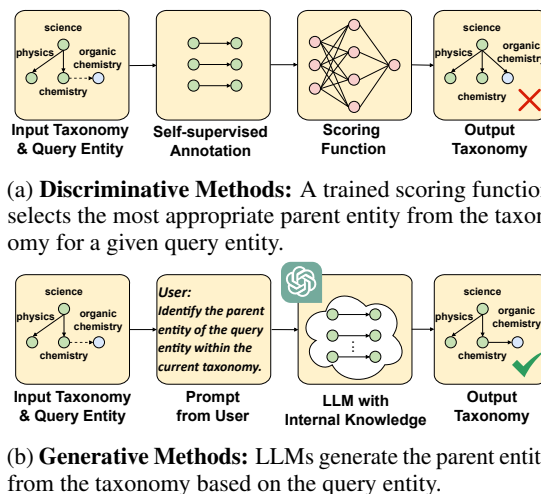 science
physics
organic
chemistry
chemistry
Input Taxonomy
& Query Entity
Self-supervised
Annotation
Scoring
Function
science
physics
organic
chemistry
chemistry
Output
Taxonomy
(a) Discriminative Methods: A trained scoring function
selects the most appropriate parent entity from the taxon-
omy for a given query entity.
science
physics
organic
chemistry
chemistry
Input Taxonomy
& Query Entity
User:
Identify the parent
entity of the query
entity within the
current taxonomy.
Prompt
from User
LLM with
Internal Knowledge
science
physics
organic
chemistry
chemistry
Output
Taxonomy
(b) Generative Methods: LLMs generate the parent entit
from the taxonomy based on the query entity.